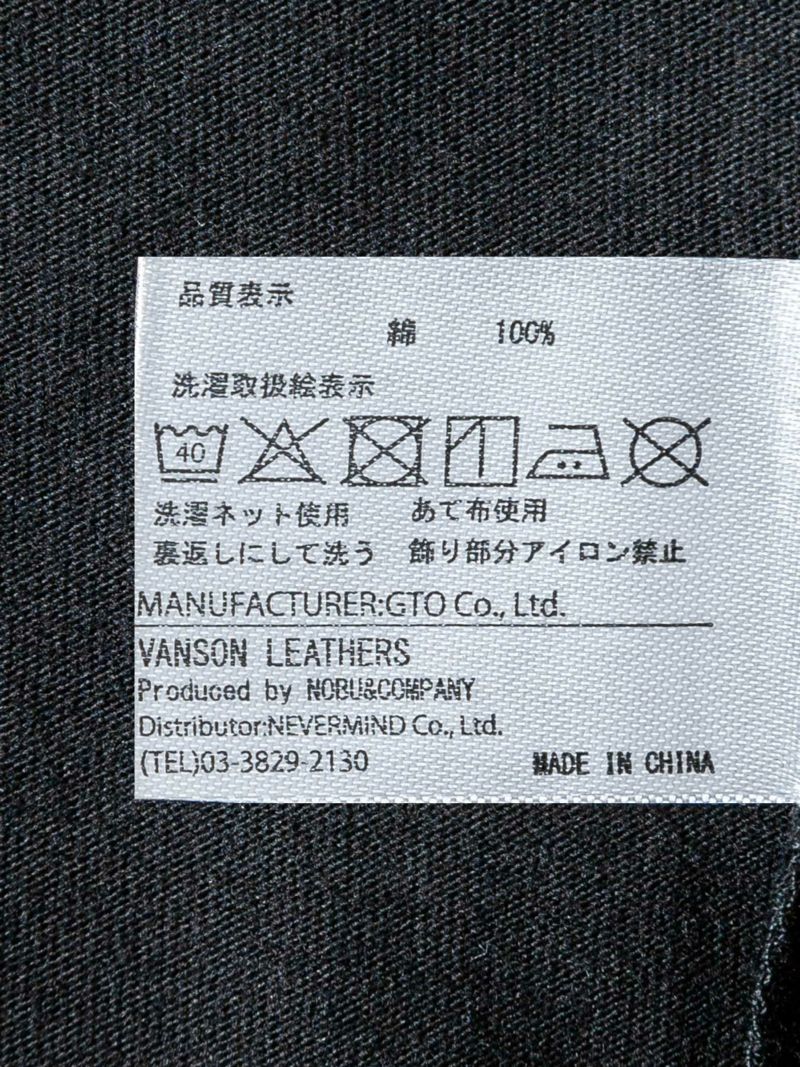 品質表示
綿 100%
洗濯取扱絵表示
40
洗濯ネット使用 あて布使用
裏返しにして洗う 飾り部分アイロン禁止
MANUFACTURER:GTO Co., Ltd.
VANSON LEATHERS
Produced by NOBU&COMPANY
Distributor:NEVERMIND Co., Ltd.
(TEL)03-3829-2130 MADE IN CHINA